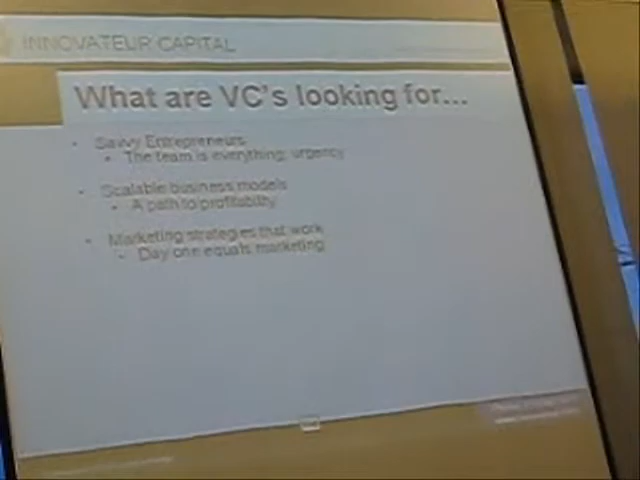 INNOVATEUR CAPITAL
What are VC's looking for...
• Savvy Entrepreneurs
• The team is everything; urgency
• Scalable business models
• A path to profitability
• Marketing strategies that work
• Day one equals marketing